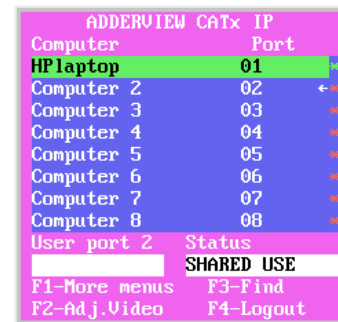 ADDERVIEW CATx IP
Computer Port
HPlaptop 01 *
Computer 2 02 ←*
Computer 3 03 *
Computer 4 04 *
Computer 5 05 *
Computer 6 06 *
Computer 7 07 *
Computer 8 08 *
User port 2 Status
SHARED USE
F1-More menus F3-Find
F2-Adj.Video F4-Logout